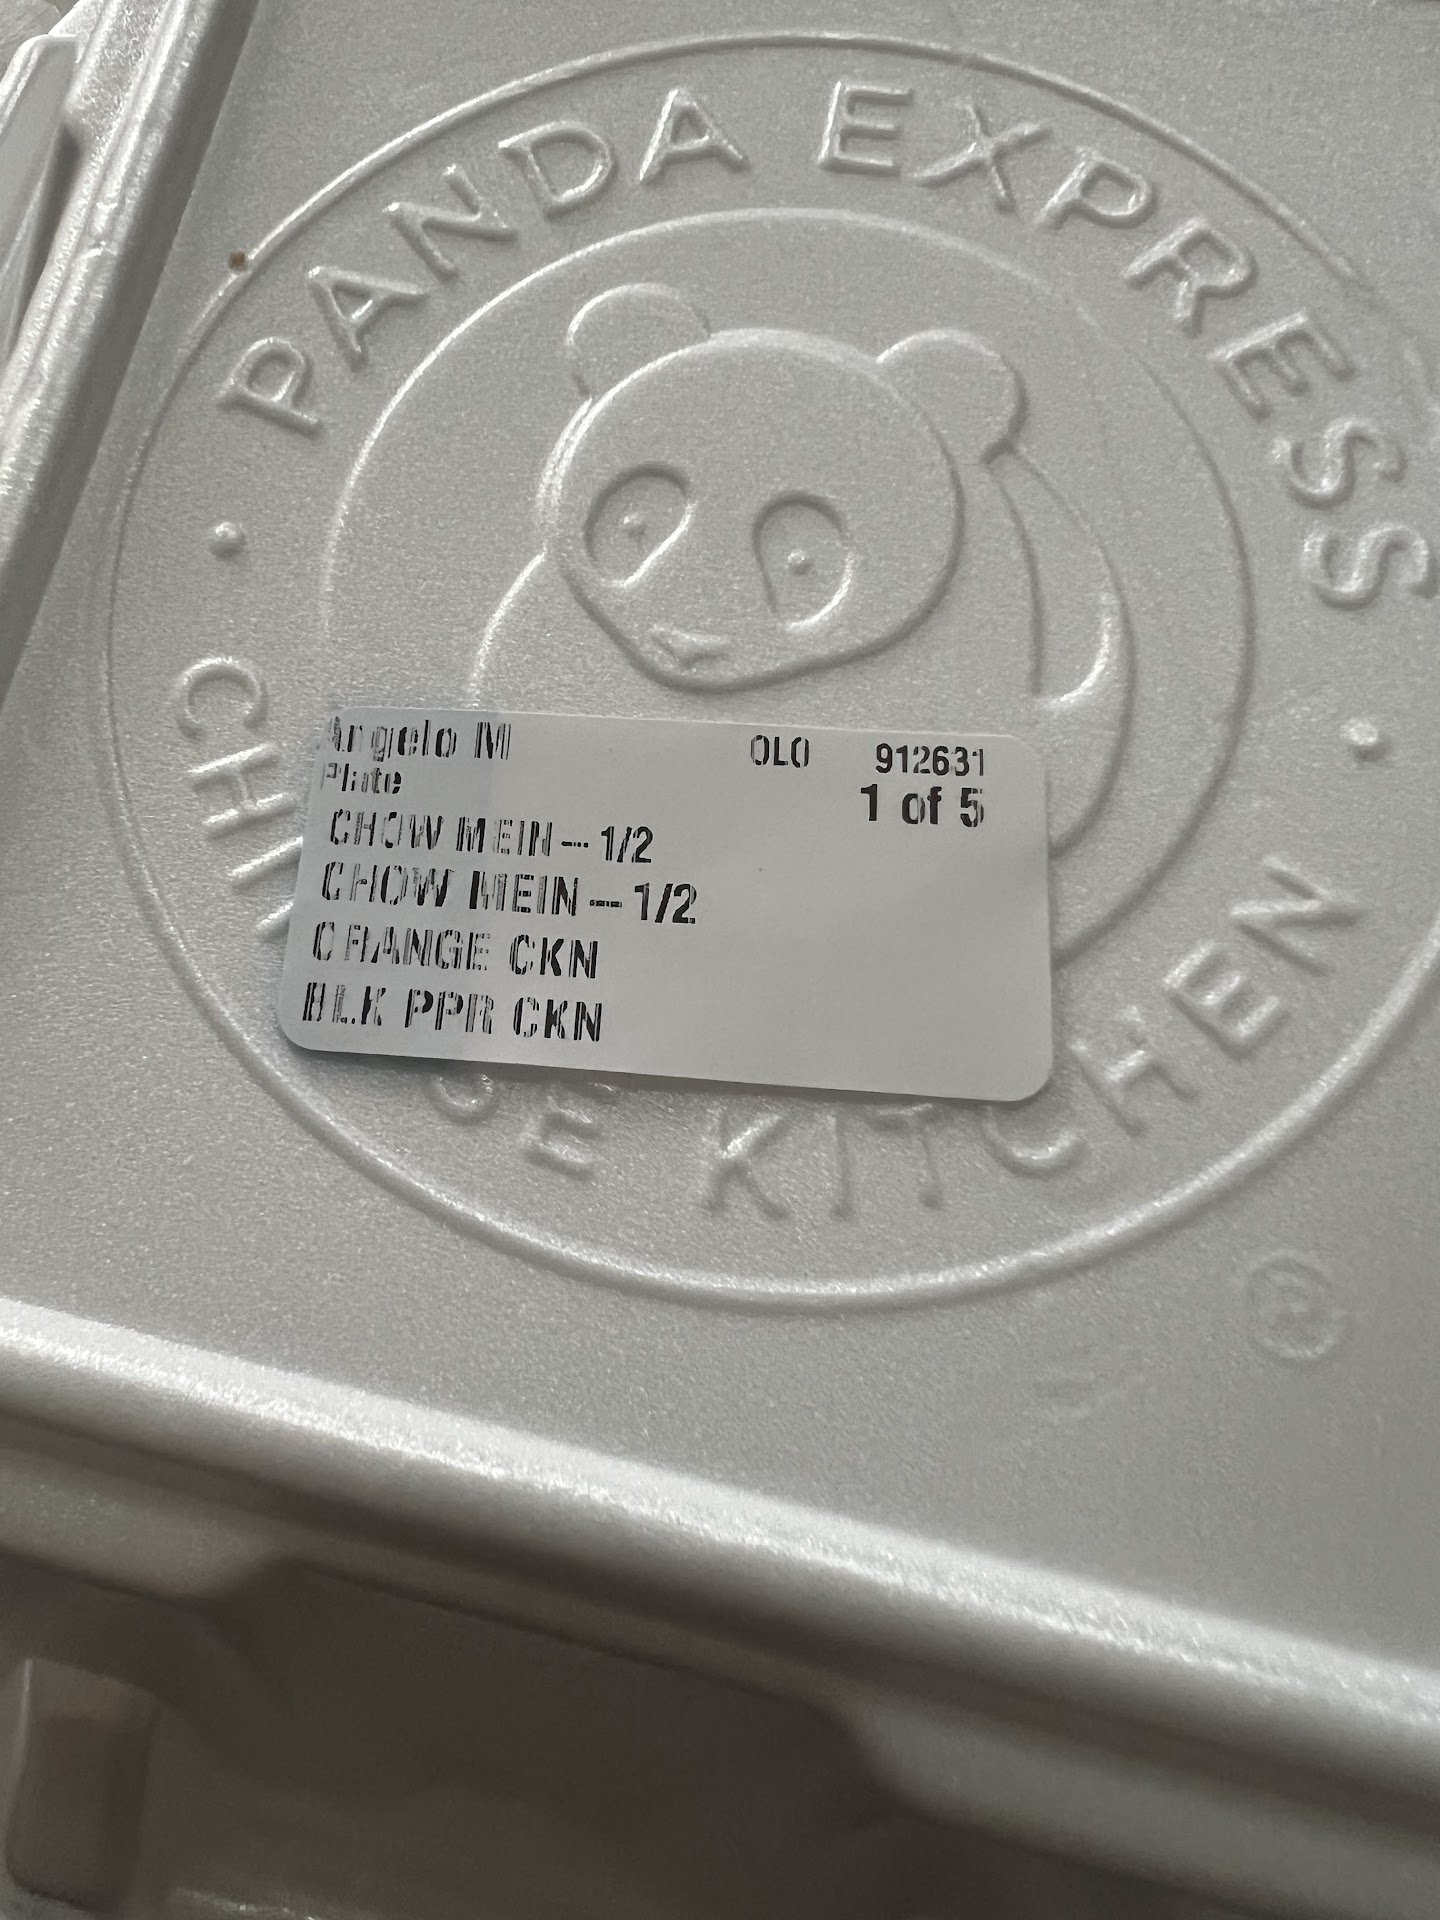 PANDA EXPRESS
CHINESE KITCHEN
Angelo M OLO 912631
Plate 1 of 5
CHOW MEIN -- 1/2
CHOW MEIN -- 1/2
ORANGE CKN
BLK PPR CKN